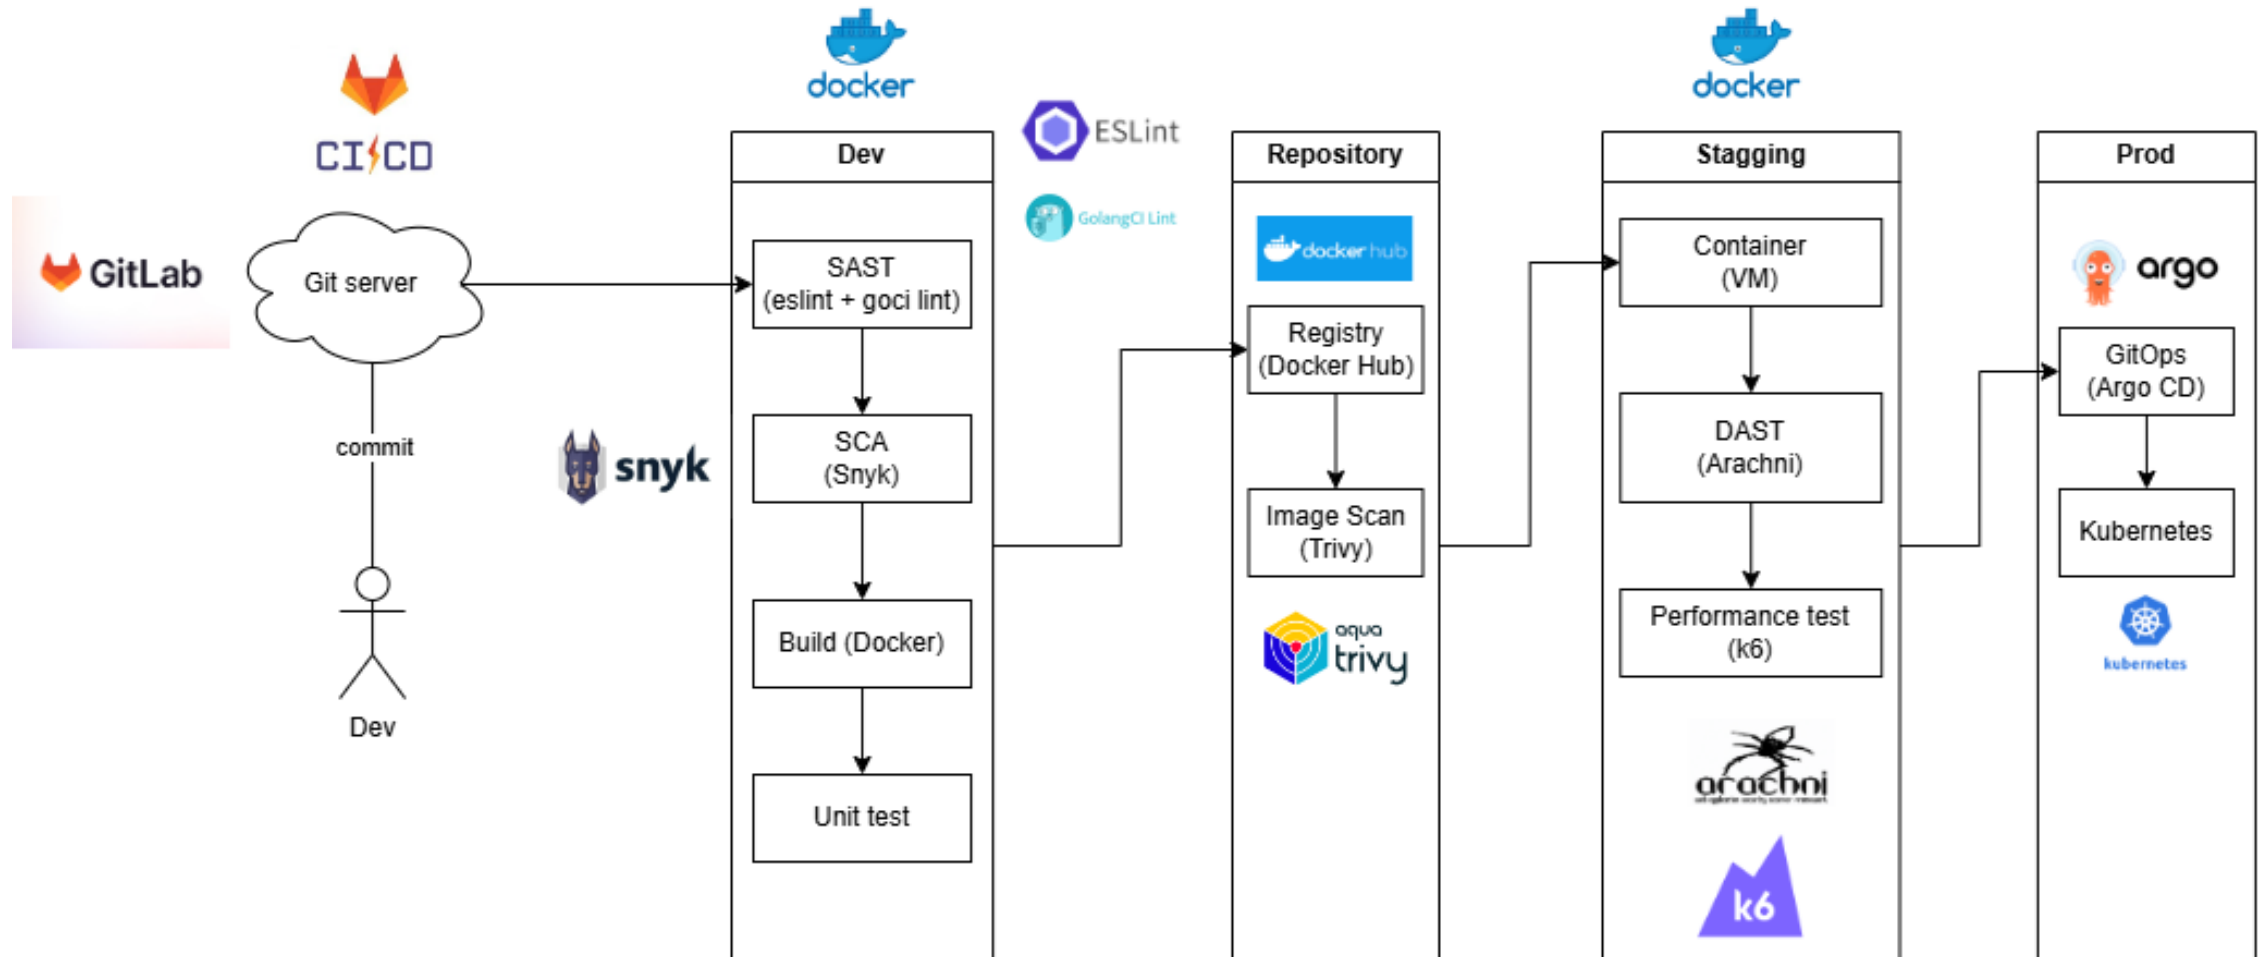 GitLab
CI/CD
Git server
commit
Dev
snyk
docker
Dev
SAST
(eslint + goci lint)
SCA
(Snyk)
Build (Docker)
Unit test
ESLint
GolangCI Lint
Repository
docker hub
Registry
(Docker Hub)
Image Scan
(Trivy)
aqua
trivy
docker
Stagging
Container
(VM)
DAST
(Arachni)
Performance test
(k6)
arachni
k6
Prod
argo
GitOps
(Argo CD)
Kubernetes
kubernetes